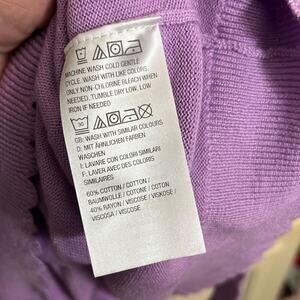 MACHINE WASH COLD GENTLE
CYCLE. WASH WITH LIKE COLORS.
ONLY NON-CHLORINE BLEACH WHEN
NEEDED. TUMBLE DRY LOW. LOW
IRON IF NEEDED
30
GB: WASH WITH SIMILAR COLOURS
D: MIT ÄHNLICHEN FARBEN
WASCHEN
I: LAVARE CON COLORI SIMILARI
F: LAVER AVEC DES COULEURS
SIMILAIRES
60% COTTON / COTTON /
BAUMWOLLE / COTONE / COTON
40% RAYON / VISCOSE / VISKOSE /
VISCOSA / VISCOSE